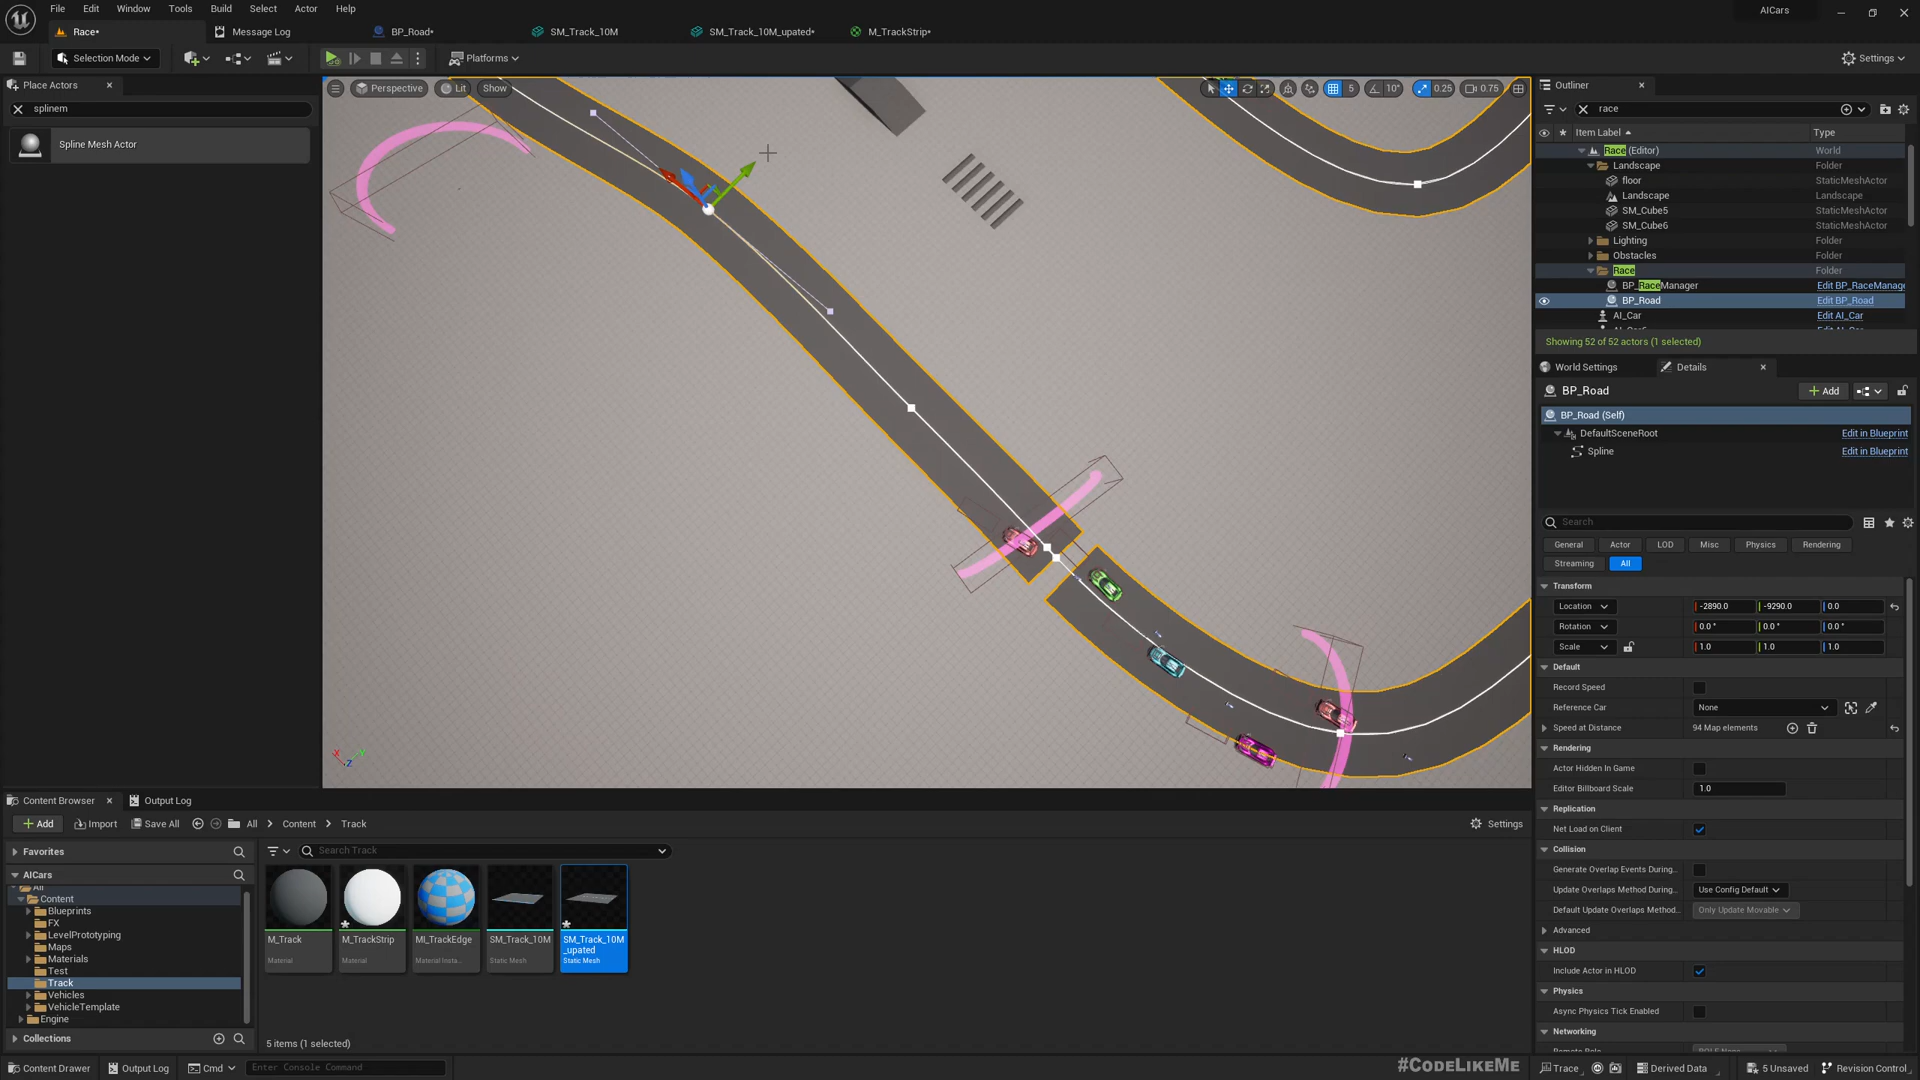 File Edit Window Tools Build Select Actor Help
AICars
Race*
Message Log
BP_Road*
SM_Track_10M
SM_Track_10M_upated*
M_TrackStrip*
Selection Mode
Platforms
Settings
Place Actors
splinem
Spline Mesh Actor
Perspective
Lit
Show
5
10°
0.25
0.75
Outliner
race
Item Label
Type
Race (Editor)
World
Landscape
Folder
floor
StaticMeshActor
Landscape
Landscape
SM_Cube5
StaticMeshActor
SM_Cube6
StaticMeshActor
Lighting
Folder
Obstacles
Folder
Race
Folder
BP_RaceManager
Edit BP_RaceManage
BP_Road
Edit BP_Road
AI_Car
Edit AI_Car
Showing 52 of 52 actors (1 selected)
World Settings
Details
BP_Road
Add
BP_Road (Self)
DefaultSceneRoot
Edit in Blueprint
Spline
Edit in Blueprint
Search
General Actor LOD Misc Physics Rendering
Streaming All
Transform
Location -2890.0 -9290.0 0.0
Rotation 0.0 ° 0.0 ° 0.0 °
Scale 1.0 1.0 1.0
Default
Record Speed
Reference Car None
Speed at Distance 94 Map elements
Rendering
Actor Hidden In Game
Editor Billboard Scale 1.0
Replication
Net Load on Client
Collision
Generate Overlap Events During...
Update Overlaps Method During... Use Config Default
Default Update Overlaps Method... Only Update Movable
Advanced
HLOD
Include Actor in HLOD
Physics
Async Physics Tick Enabled
Networking
Content Browser
Output Log
Add
Import
Save All
All
Content
Track
Settings
Favorites
Search Track
AICars
All
Content
Blueprints
FX
LevelPrototyping
Maps
Materials
Test
Track
Vehicles
VehicleTemplate
Engine
Collections
M_Track
Material
M_TrackStrip
Material
MI_TrackEdge
Material Insta...
SM_Track_10M
Static Mesh
SM_Track_10M
_upated
Static Mesh
5 items (1 selected)
#CodeLikeMe
Content Drawer
Output Log
Cmd
Enter Console Command
Trace
Derived Data
5 Unsaved
Revision Control